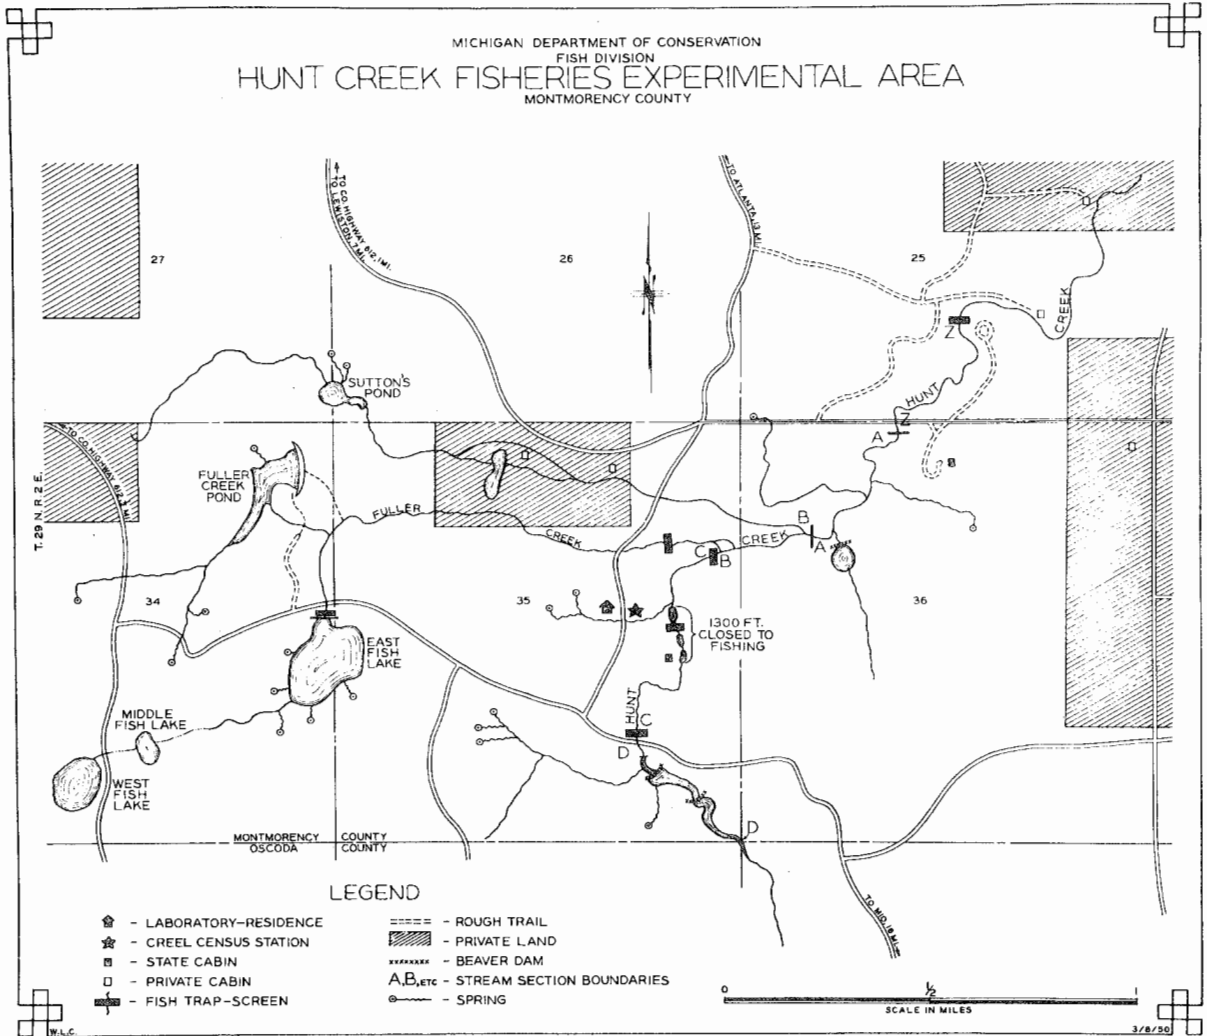 MICHIGAN DEPARTMENT OF CONSERVATION
FISH DIVISION
HUNT CREEK FISHERIES EXPERIMENTAL AREA
MONTMORENCY COUNTY
TO CO. HIGHWAY 612, 1 MI.
TO LEWISTON, 7 MI.
TO ATLANTA, 13 MI.
27
26
25
CREEK
Z
HUNT
SUTTON'S
POND
Z
A
TO CO. HIGHWAY 612, 2 MI.
T. 29 N. R. 2 E.
FULLER
CREEK
POND
FULLER
CREEK
C
B
CREEK
B
A
34
35
36
1300 FT.
CLOSED TO
FISHING
EAST
FISH
LAKE
MIDDLE
FISH LAKE
WEST
FISH
LAKE
HUNT
C
D
D
MONTMORENCY COUNTY
OSCODA COUNTY
TO MIO, 18 MI.
LEGEND
- LABORATORY-RESIDENCE
- CREEL CENSUS STATION
- STATE CABIN
- PRIVATE CABIN
- FISH TRAP-SCREEN
- ROUGH TRAIL
- PRIVATE LAND
- BEAVER DAM
A,B,ETC - STREAM SECTION BOUNDARIES
- SPRING
0 1/2 1
SCALE IN MILES
W.L.C.
3/8/50